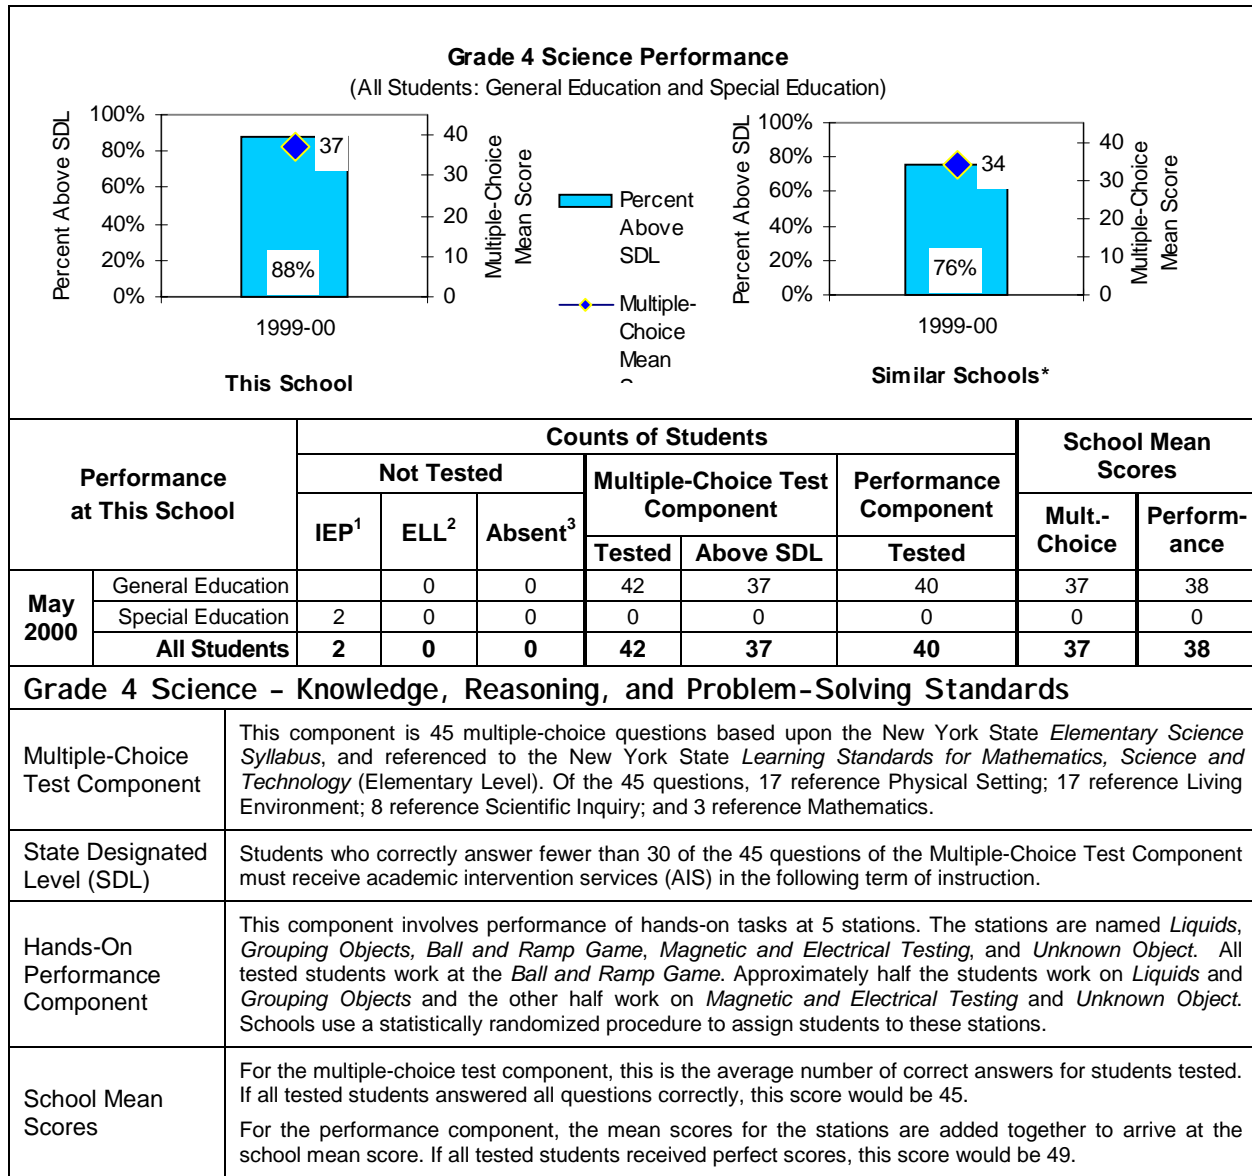 Grade 4 Science Performance
(All Students: General Education and Special Education)
Percent Above SDL
100%
80%
60%
40%
20%
0%
37
88%
40
30
20
10
0
Multiple-Choice
Mean Score
1999-00
This School
Percent
Above
SDL
Multiple-
Choice
Mean
Percent Above SDL
100%
80%
60%
40%
20%
0%
34
76%
40
30
20
10
0
Multiple-Choice
Mean Score
1999-00
Similar Schools*
Performance
at This School
Counts of Students
School Mean
Scores
Not Tested
Multiple-Choice Test
Component
Performance
Component
IEP1 ELL2 Absent3
Tested Above SDL Tested
Mult.-
Choice
Perform-
ance
May
2000
General Education 0 0 42 37 40 37 38
Special Education 2 0 0 0 0 0 0 0
All Students 2 0 0 42 37 40 37 38
Grade 4 Science – Knowledge, Reasoning, and Problem-Solving Standards
Multiple-Choice
Test Component
This component is 45 multiple-choice questions based upon the New York State Elementary Science
Syllabus, and referenced to the New York State Learning Standards for Mathematics, Science and
Technology (Elementary Level). Of the 45 questions, 17 reference Physical Setting; 17 reference Living
Environment; 8 reference Scientific Inquiry; and 3 reference Mathematics.
State Designated
Level (SDL)
Students who correctly answer fewer than 30 of the 45 questions of the Multiple-Choice Test Component
must receive academic intervention services (AIS) in the following term of instruction.
Hands-On
Performance
Component
This component involves performance of hands-on tasks at 5 stations. The stations are named Liquids,
Grouping Objects, Ball and Ramp Game, Magnetic and Electrical Testing, and Unknown Object. All
tested students work at the Ball and Ramp Game. Approximately half the students work on Liquids and
Grouping Objects and the other half work on Magnetic and Electrical Testing and Unknown Object.
Schools use a statistically randomized procedure to assign students to these stations.
School Mean
Scores
For the multiple-choice test component, this is the average number of correct answers for students tested.
If all tested students answered all questions correctly, this score would be 45.
For the performance component, the mean scores for the stations are added together to arrive at the
school mean score. If all tested students received perfect scores, this score would be 49.